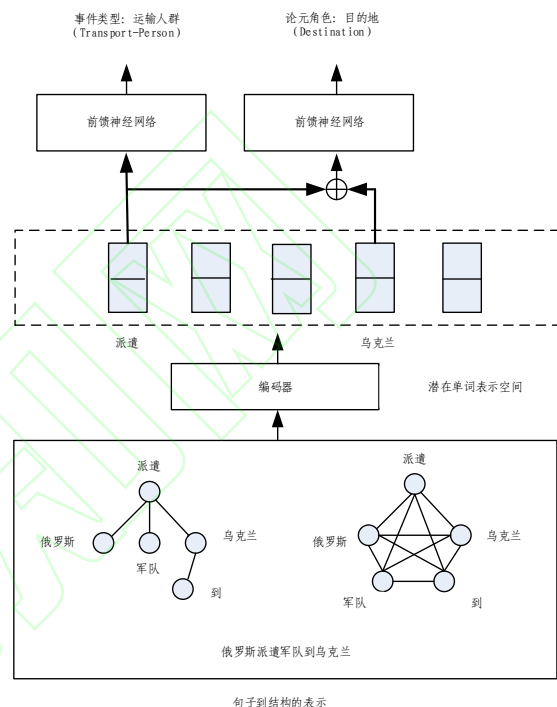 事件类型：运输人群
(Transport-Person)
论元角色：目的地
(Destination)
前馈神经网络
前馈神经网络
派遣
乌克兰
编码器
潜在单词表示空间
派遣
俄罗斯
军队
乌克兰
到
派遣
俄罗斯
乌克兰
军队
到
俄罗斯派遣军队到乌克兰
句子到结构的表示